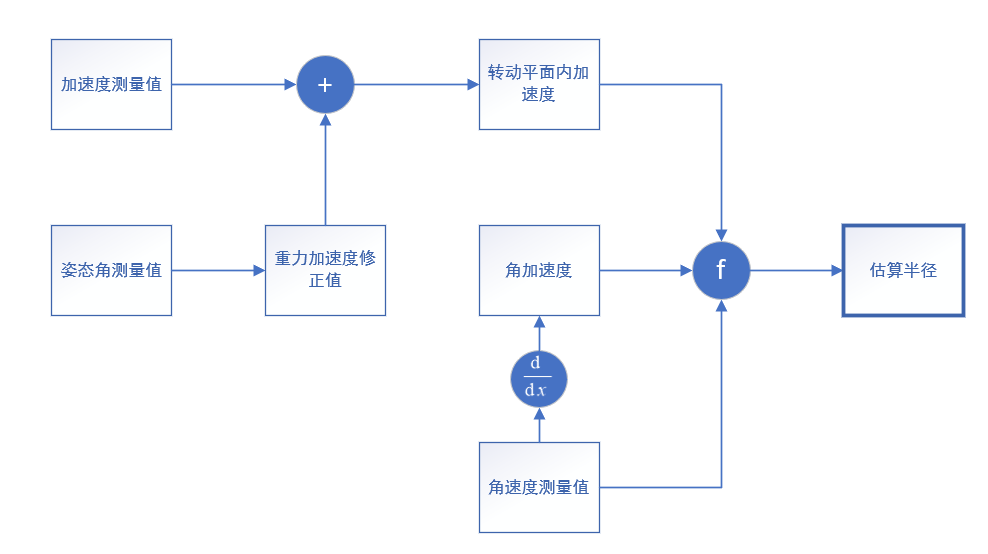 加速度测量值
+
转动平面内加
速度
姿态角测量值
重力加速度修
正值
角加速度
f
估算半径
d
dx
角速度测量值